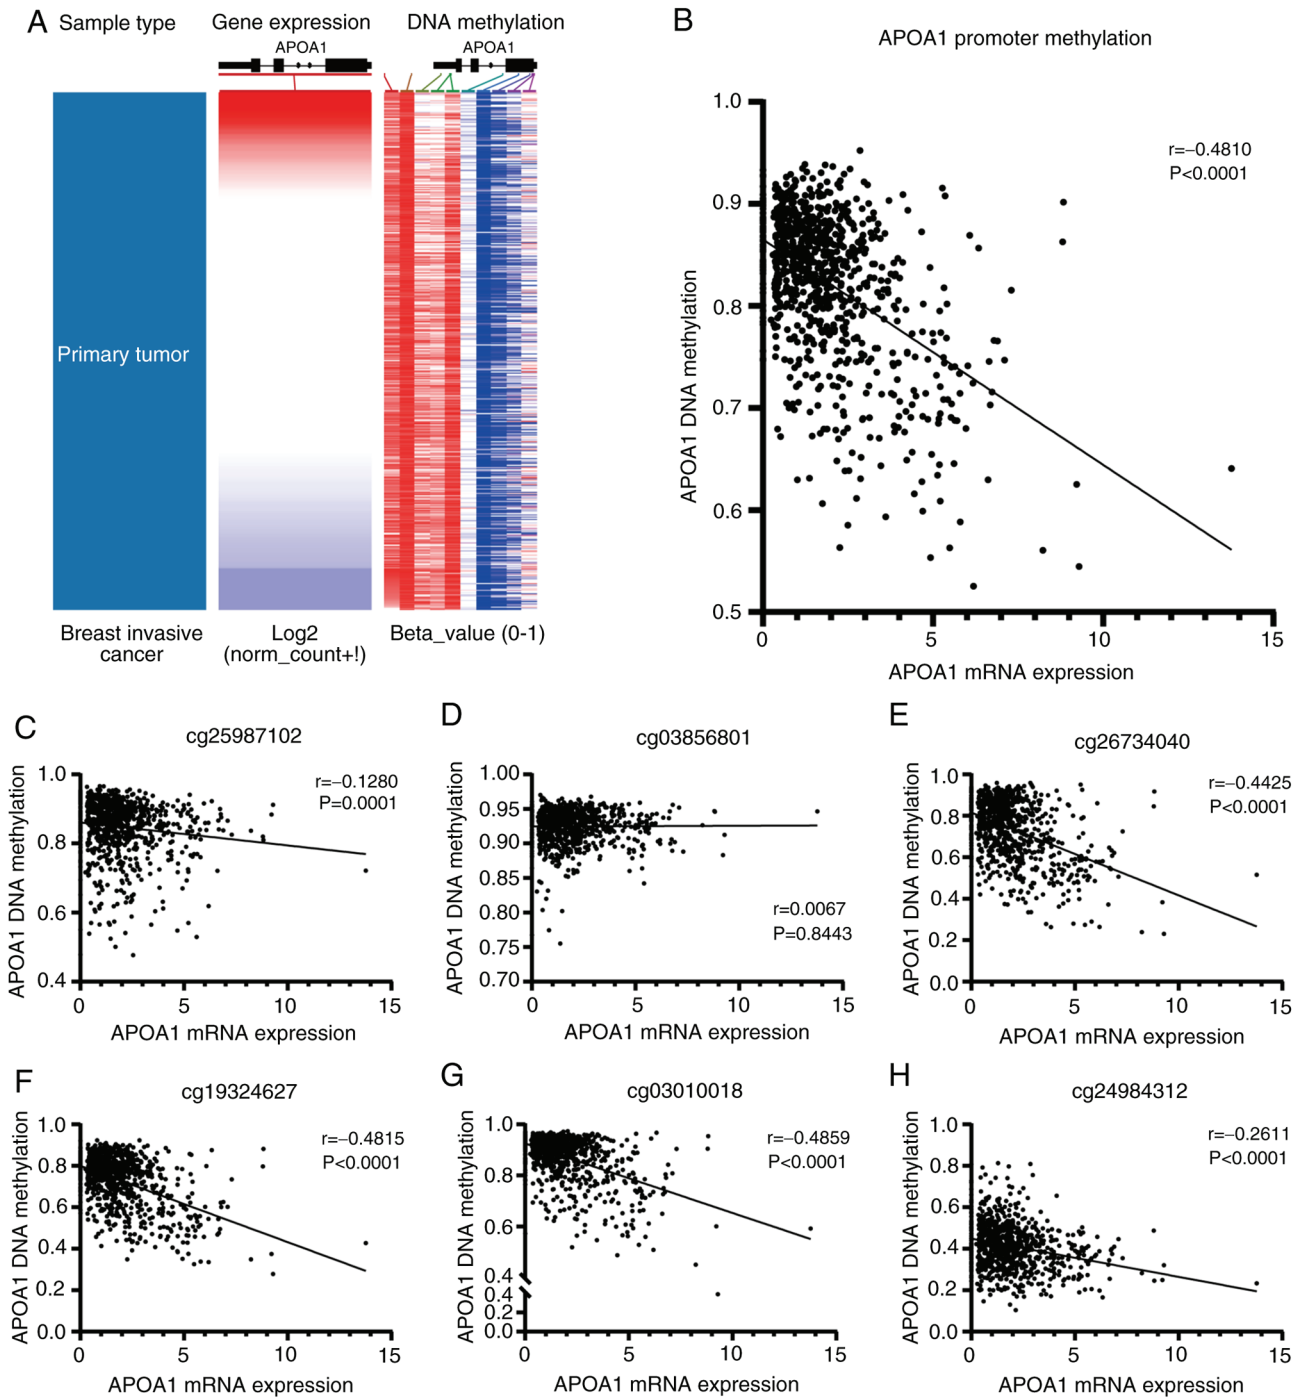 A
Sample type
Gene expression
DNA methylation
APOA1
APOA1
Primary tumor
Breast invasive
cancer
Log2
(norm_count+!)
Beta_value (0-1)
B
APOA1 promoter methylation
r=−0.4810
P<0.0001
APOA1 DNA methylation
1.0
0.9
0.8
0.7
0.6
0.5
0
5
10
15
APOA1 mRNA expression
C
cg25987102
r=−0.1280
P=0.0001
APOA1 DNA methylation
1.0
0.8
0.6
0.4
0
5
10
15
APOA1 mRNA expression
D
cg03856801
r=0.0067
P=0.8443
APOA1 DNA methylation
1.00
0.95
0.90
0.85
0.80
0.75
0.70
0
5
10
15
APOA1 mRNA expression
E
cg26734040
r=−0.4425
P<0.0001
APOA1 DNA methylation
1.0
0.8
0.6
0.4
0.2
0.0
0
5
10
15
APOA1 mRNA expression
F
cg19324627
r=−0.4815
P<0.0001
APOA1 DNA methylation
1.0
0.8
0.6
0.4
0.2
0.0
0
5
10
15
APOA1 mRNA expression
G
cg03010018
r=−0.4859
P<0.0001
APOA1 DNA methylation
1.0
0.8
0.6
0.4
0.4
0.2
0.0
0
5
10
15
APOA1 mRNA expression
H
cg24984312
r=−0.2611
P<0.0001
APOA1 DNA methylation
1.0
0.8
0.6
0.4
0.2
0.0
0
5
10
15
APOA1 mRNA expression